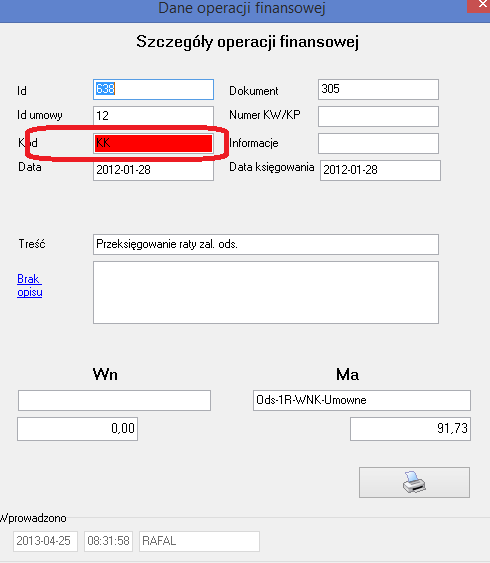 Dane operacji finansowej
Szczegóły operacji finansowej
Id 638 Dokument 305
Id umowy 12 Numer KW/KP
Kod KK Informacje
Data 2012-01-28 Data księgowania 2012-01-28
Treść Przeksięgowanie raty zal. ods.
Brak
opisu
Wn Ma
Ods-1R-WNK-Umowne
0,00 91,73
Wprowadzono
2013-04-25 08:31:58 RAFAL